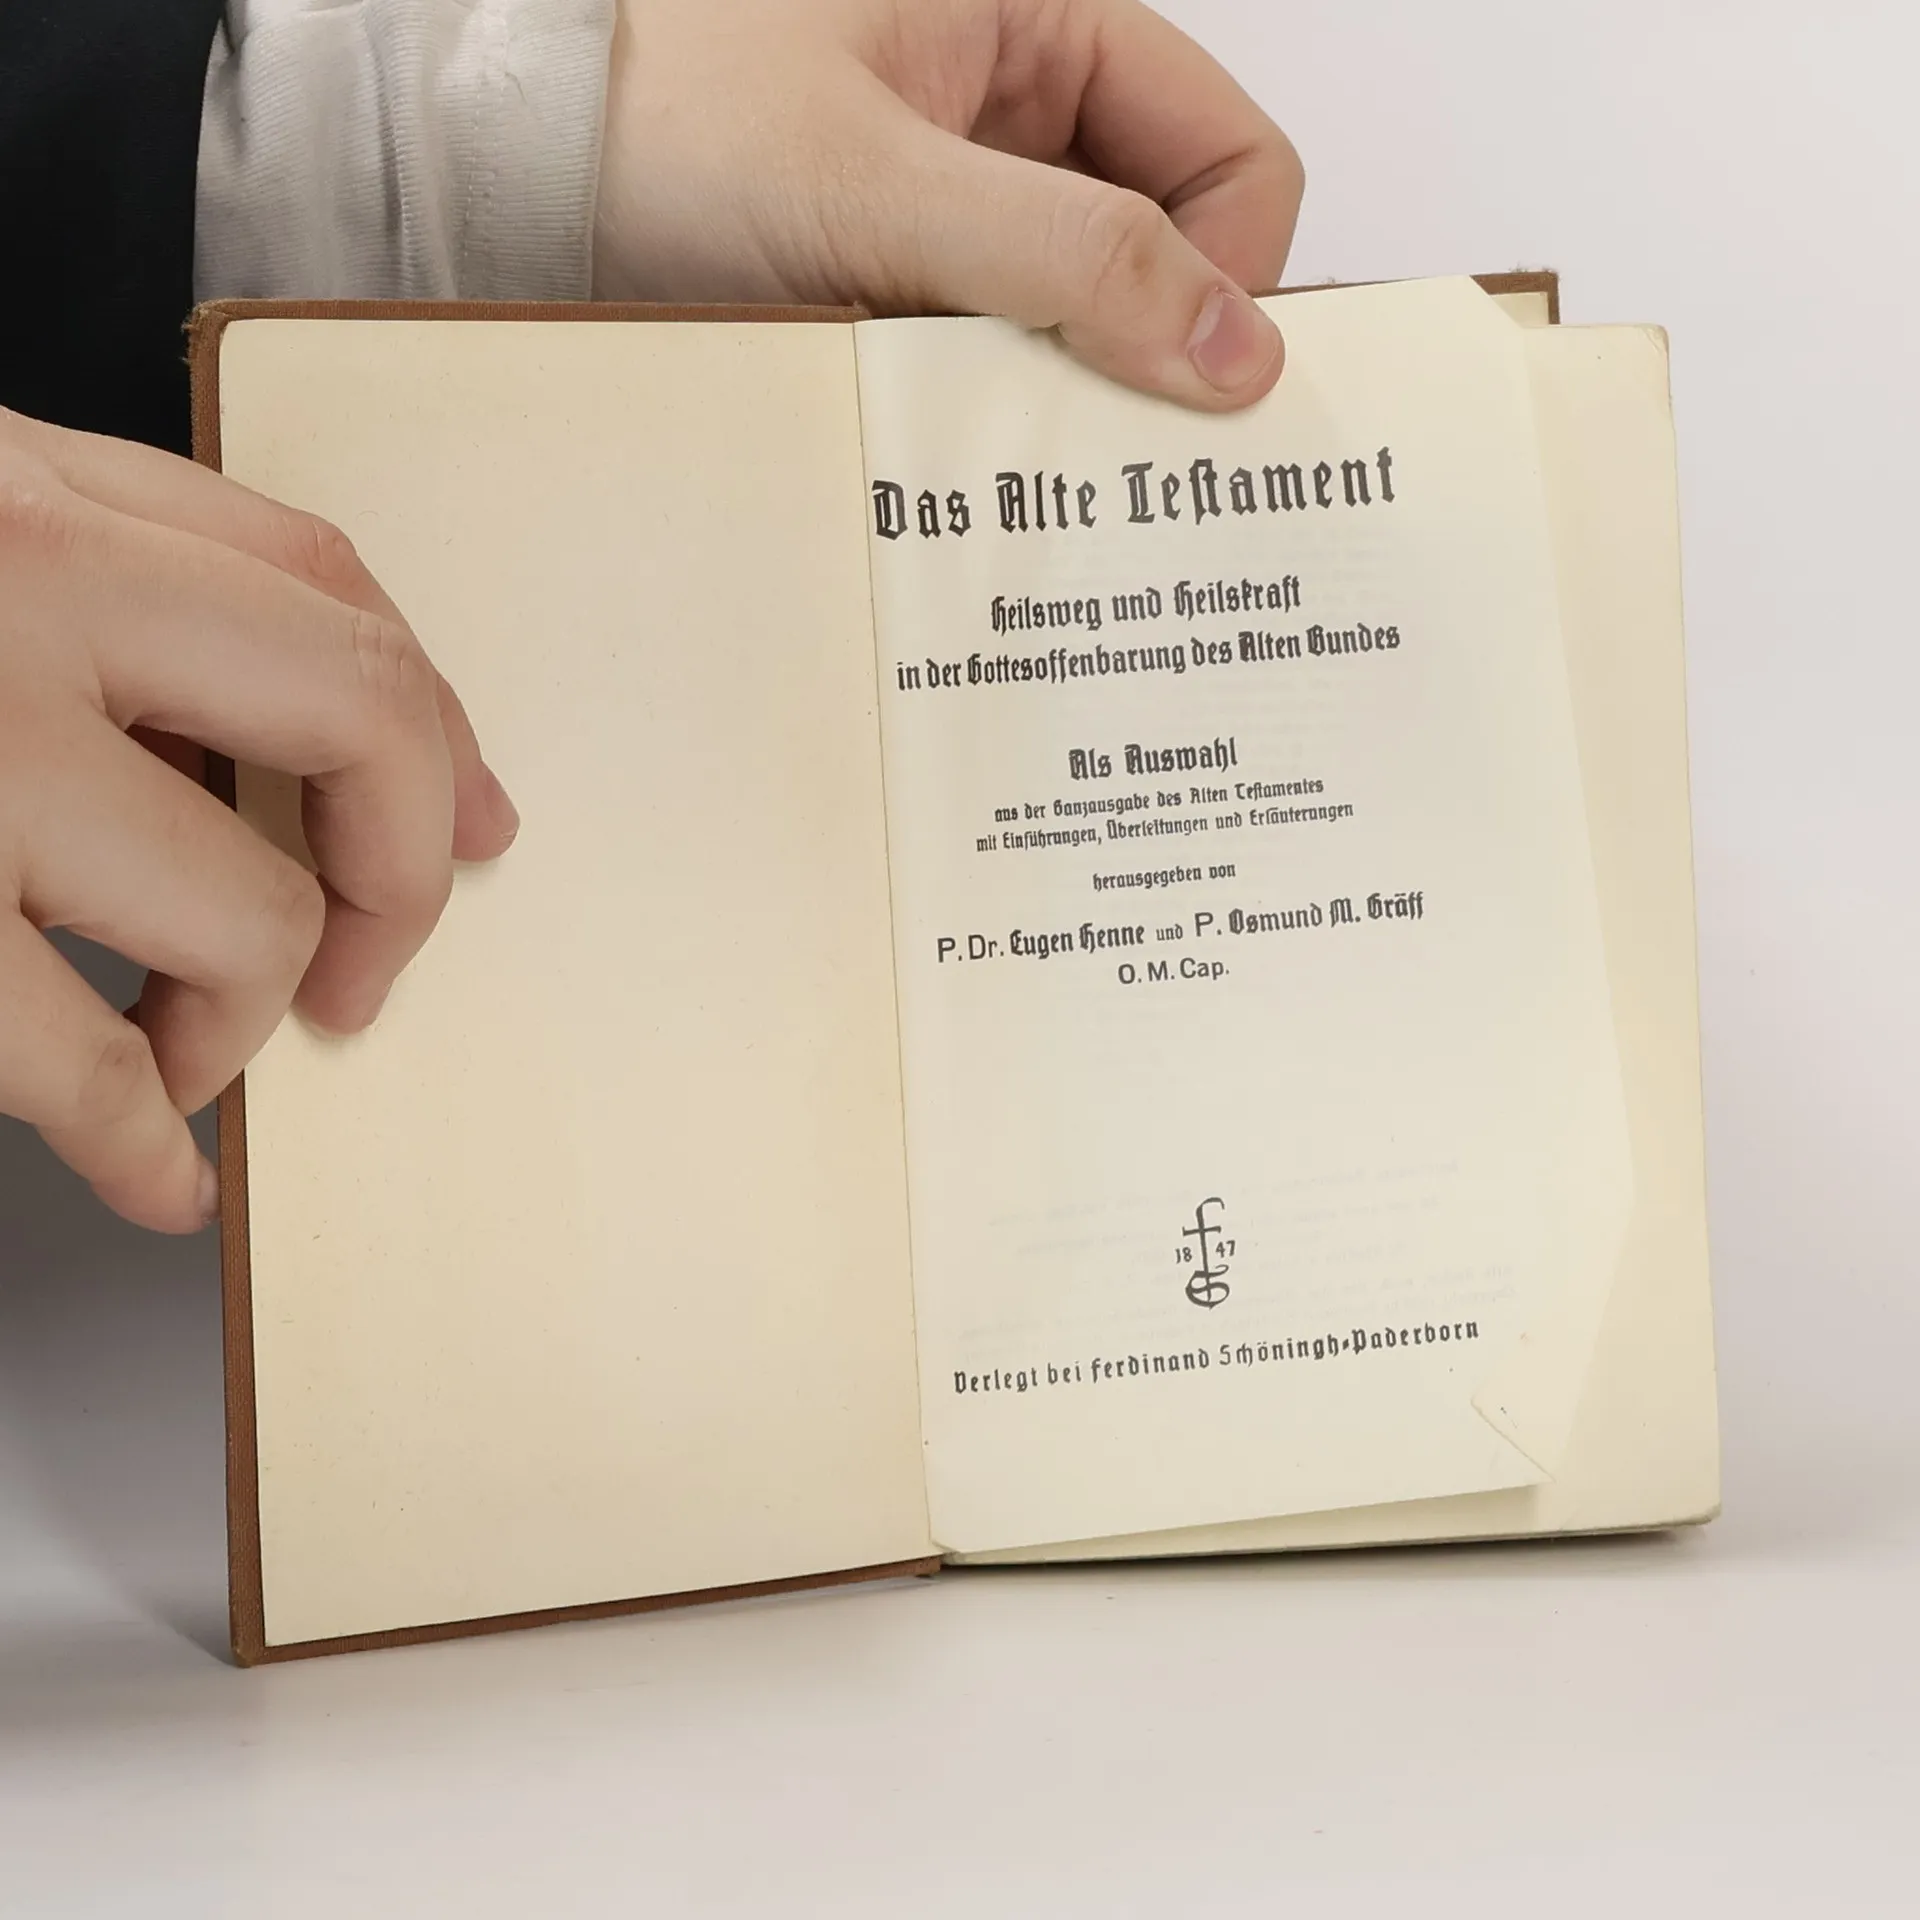 Das Alte Testament
Heilsweg und Heilskraft
in der Gottesoffenbarung des Alten Bundes
Als Auswahl
aus der Ganzausgabe des Alten Testamentes
mit Einführungen, Überleitungen und Erläuterungen
herausgegeben von
P. Dr. Eugen Henne und P. Osmund M. Gräff
O. M. Cap.
18 47
Verlegt bei Ferdinand Schöningh-Paderborn